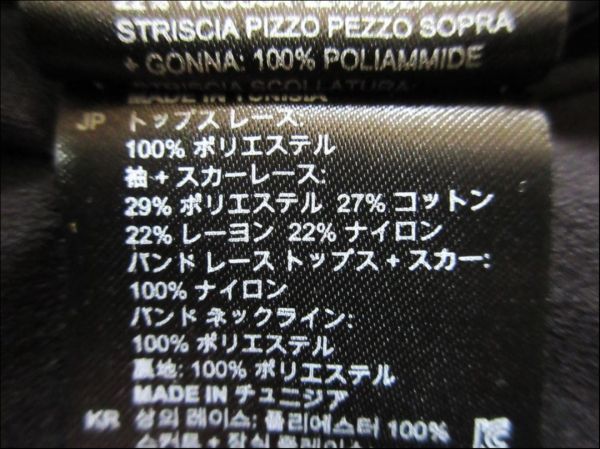 STRISCIA PIZZO PEZZO SOPRA
+ GONNA: 100% POLIAMMIDE
STRISCIA SCOLLATURA:
MADE IN TUNISIA
JP トップス レース:
100% ポリエステル
袖 + スカーレース:
29% ポリエステル 27% コットン
22% レーヨン 22% ナイロン
バンド レース トップス + スカー:
100% ナイロン
バンド ネックライン:
100% ポリエステル
裏地: 100% ポリエステル
MADE IN チュニジア
KR 상의 레이스: 폴리에스터 100%